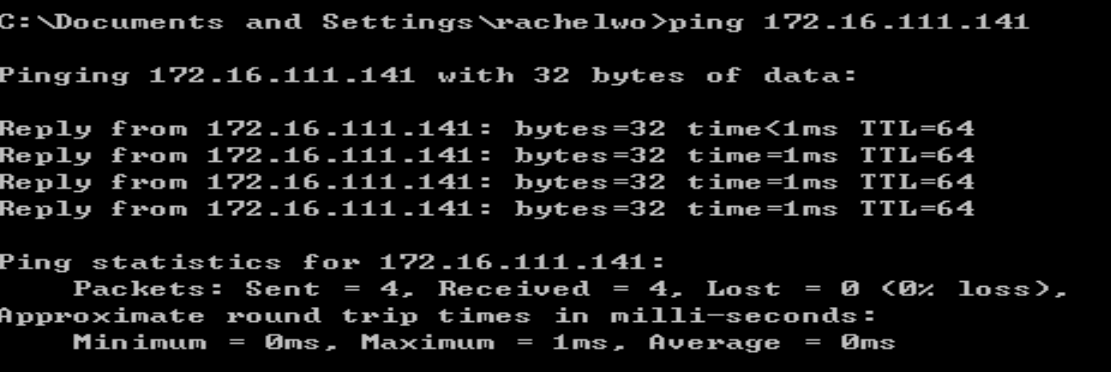 C:\Documents and Settings\rachelwo>ping 172.16.111.141
Pinging 172.16.111.141 with 32 bytes of data:
Reply from 172.16.111.141: bytes=32 time<1ms TTL=64
Reply from 172.16.111.141: bytes=32 time=1ms TTL=64
Reply from 172.16.111.141: bytes=32 time=1ms TTL=64
Reply from 172.16.111.141: bytes=32 time=1ms TTL=64
Ping statistics for 172.16.111.141:
Packets: Sent = 4, Received = 4, Lost = 0 (0% loss),
Approximate round trip times in milli-seconds:
Minimum = 0ms, Maximum = 1ms, Average = 0ms